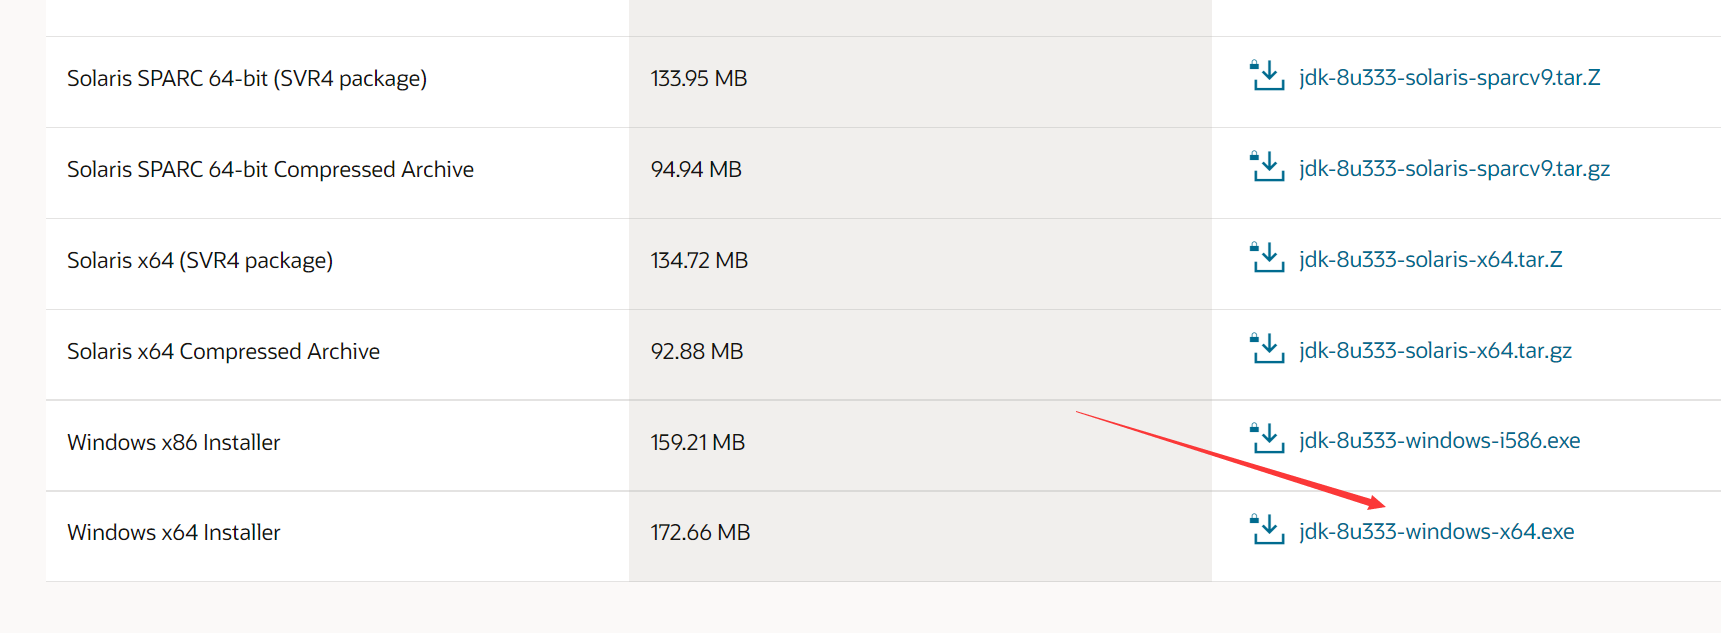 Solaris SPARC 64-bit (SVR4 package) 133.95 MB jdk-8u333-solaris-sparcv9.tar.Z
Solaris SPARC 64-bit Compressed Archive 94.94 MB jdk-8u333-solaris-sparcv9.tar.gz
Solaris x64 (SVR4 package) 134.72 MB jdk-8u333-solaris-x64.tar.Z
Solaris x64 Compressed Archive 92.88 MB jdk-8u333-solaris-x64.tar.gz
Windows x86 Installer 159.21 MB jdk-8u333-windows-i586.exe
Windows x64 Installer 172.66 MB jdk-8u333-windows-x64.exe